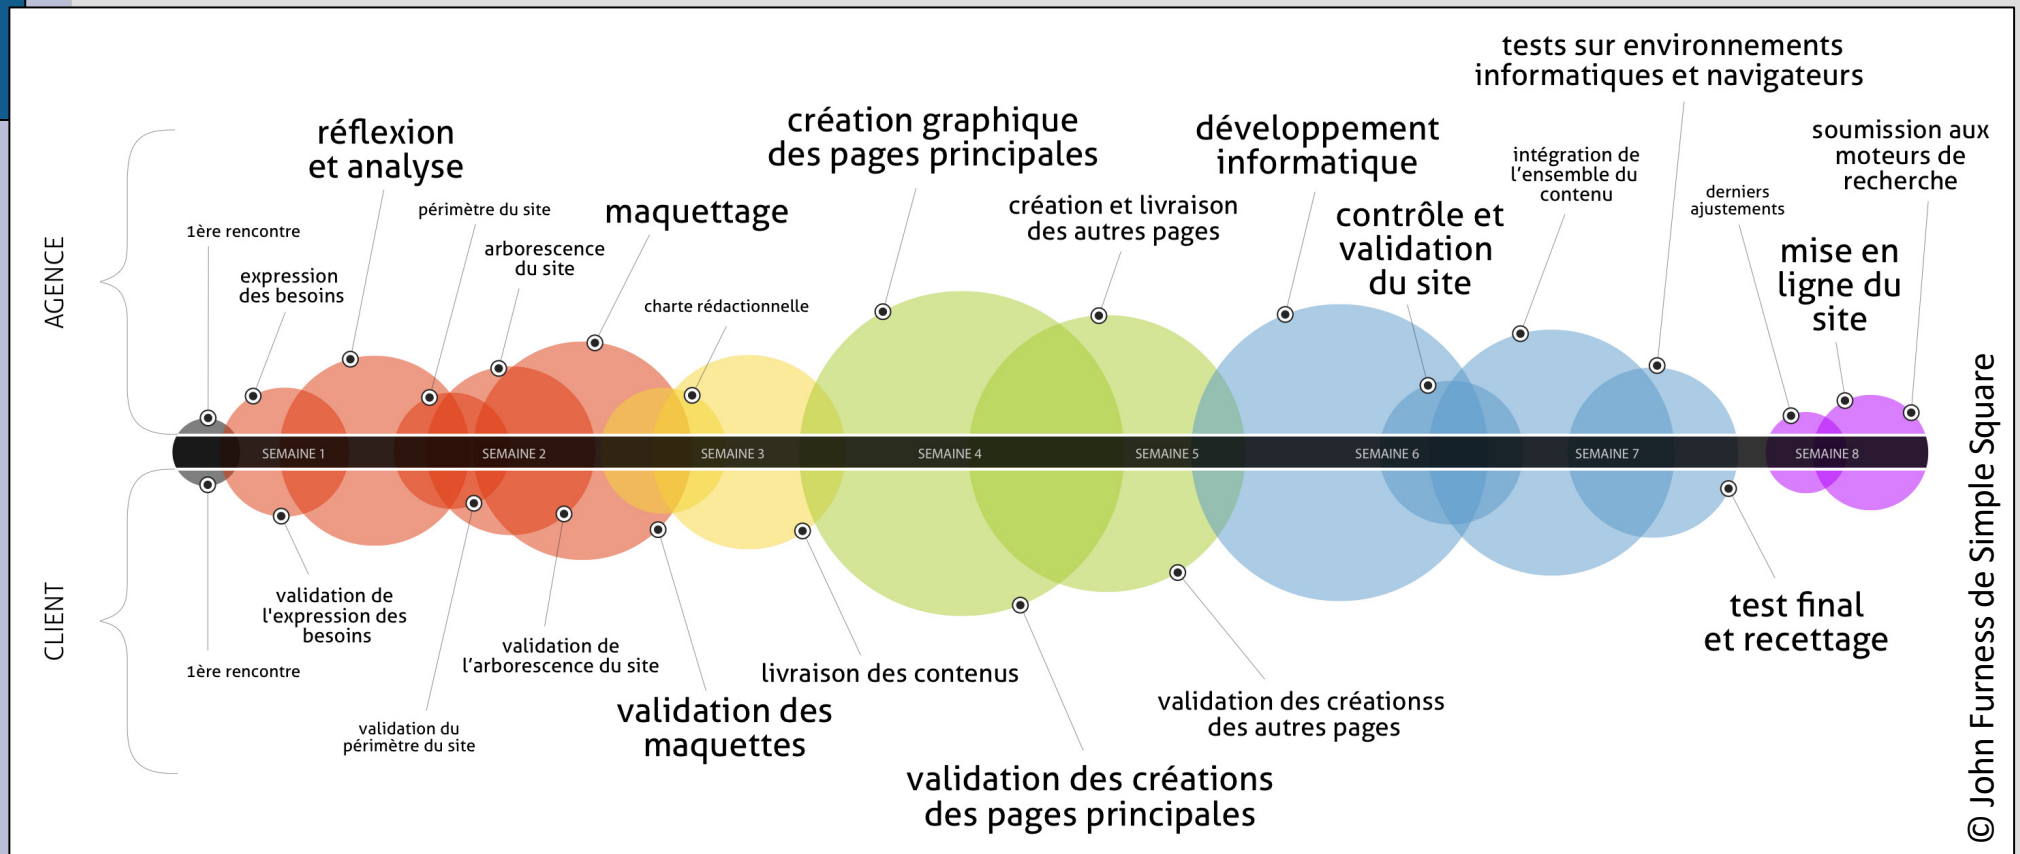 tests sur environnements
informatiques et navigateurs
création graphique
des pages principales
développement
informatique
réflexion
et analyse
soumission aux
moteurs de
recherche
intégration de
l'ensemble du
contenu
derniers
ajustements
création et livraison
des autres pages
contrôle et
validation
du site
maquettage
périmètre du site
1ère rencontre
arborescence
du site
mise en
ligne du
site
expression
des besoins
charte rédactionnelle
AGENCE
SEMAINE 1
SEMAINE 2
SEMAINE 3
SEMAINE 4
SEMAINE 5
SEMAINE 6
SEMAINE 7
SEMAINE 8
CLIENT
validation de
l'expression des
besoins
1ère rencontre
validation de
l'arborescence du site
validation du
périmètre du site
livraison des contenus
validation des
maquettes
validation des créationss
des autres pages
test final
et recettage
validation des créations
des pages principales
© John Furness de Simple Square